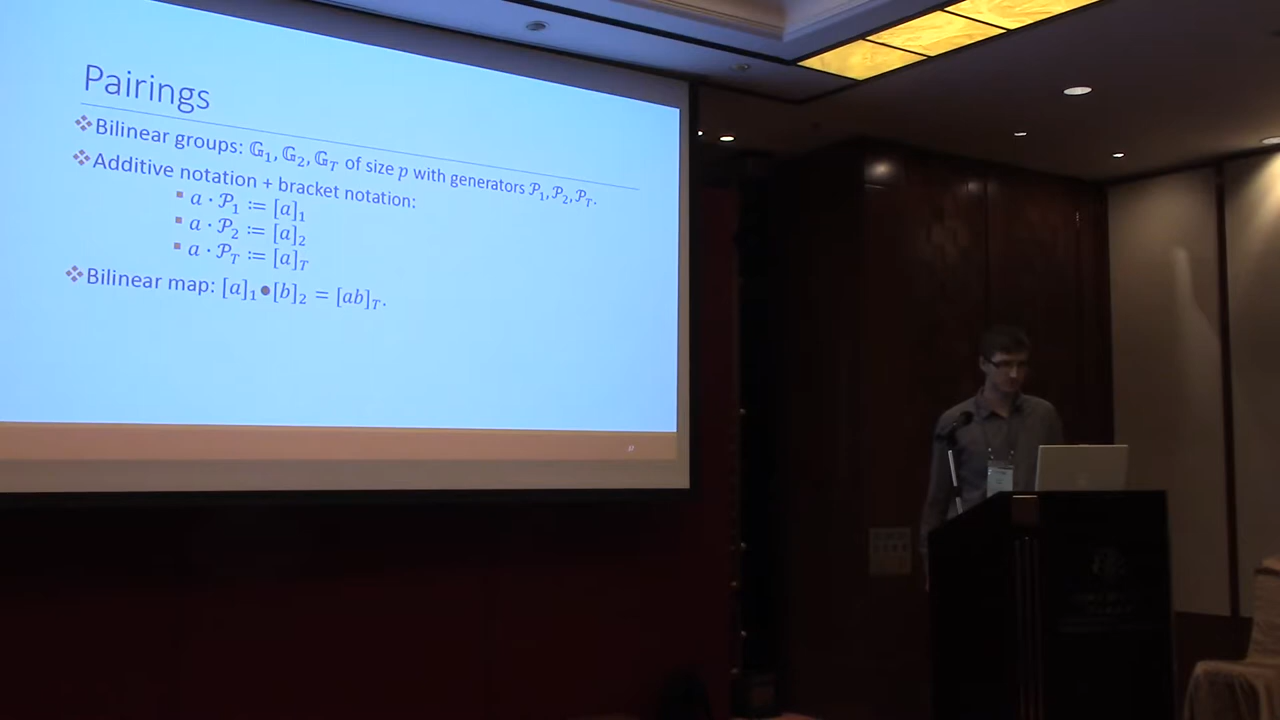 Pairings
❖Bilinear groups: 𝔾₁, 𝔾₂, 𝔾_T of size p with generators 𝒫₁, 𝒫₂, 𝒫_T.
❖Additive notation + bracket notation:
▪ a · 𝒫₁ ≔ [a]₁
▪ a · 𝒫₂ ≔ [a]₂
▪ a · 𝒫_T ≔ [a]_T
❖Bilinear map: [a]₁●[b]₂ = [ab]_T.